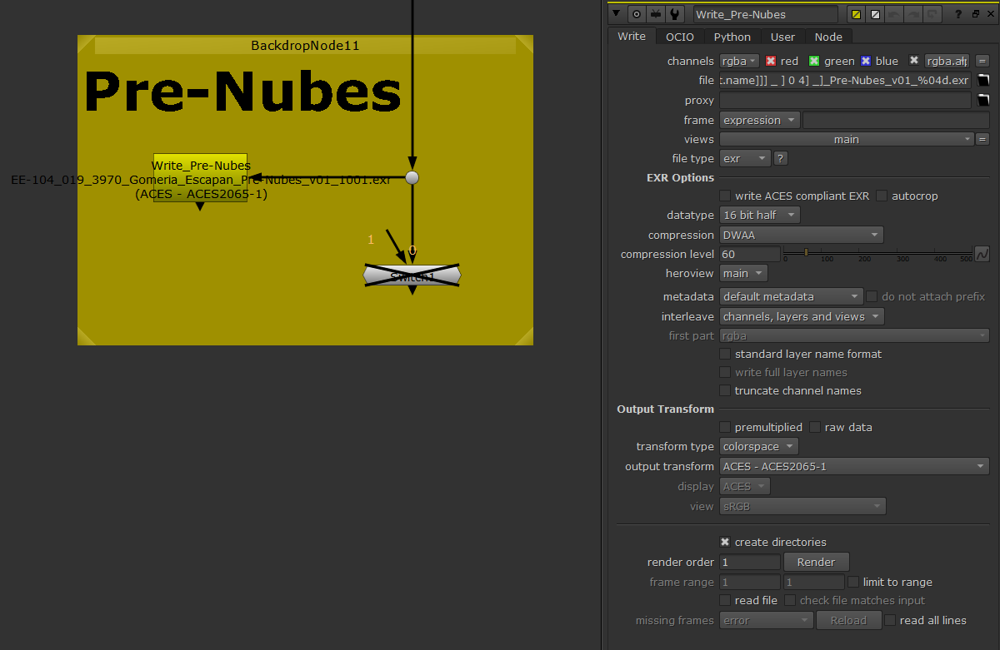 BackdropNode11
Pre-Nubes
Write_Pre-Nubes
EE-104_019_3970_Gomeria_Escapan_Pre-Nubes_v01_1001.exr
(ACES - ACES2065-1)
1
0
Switch1
Write_Pre-Nubes
?
Write OCIO Python User Node
channels rgba red green blue rgba.alp =
file t.name]]] _ ] 0 4] _]_Pre-Nubes_v01_%04d.exr
proxy
frame expression
views main =
file type exr ?
EXR Options
write ACES compliant EXR autocrop
datatype 16 bit half
compression DWAA
compression level 60 0 100 200 300 400 500
heroview main
metadata default metadata do not attach prefix
interleave channels, layers and views
first part rgba
standard layer name format
write full layer names
truncate channel names
Output Transform
premultiplied raw data
transform type colorspace
output transform ACES - ACES2065-1
display ACES
view sRGB
create directories
render order 1 Render
frame range 1 1 limit to range
read file check file matches input
missing frames error Reload read all lines